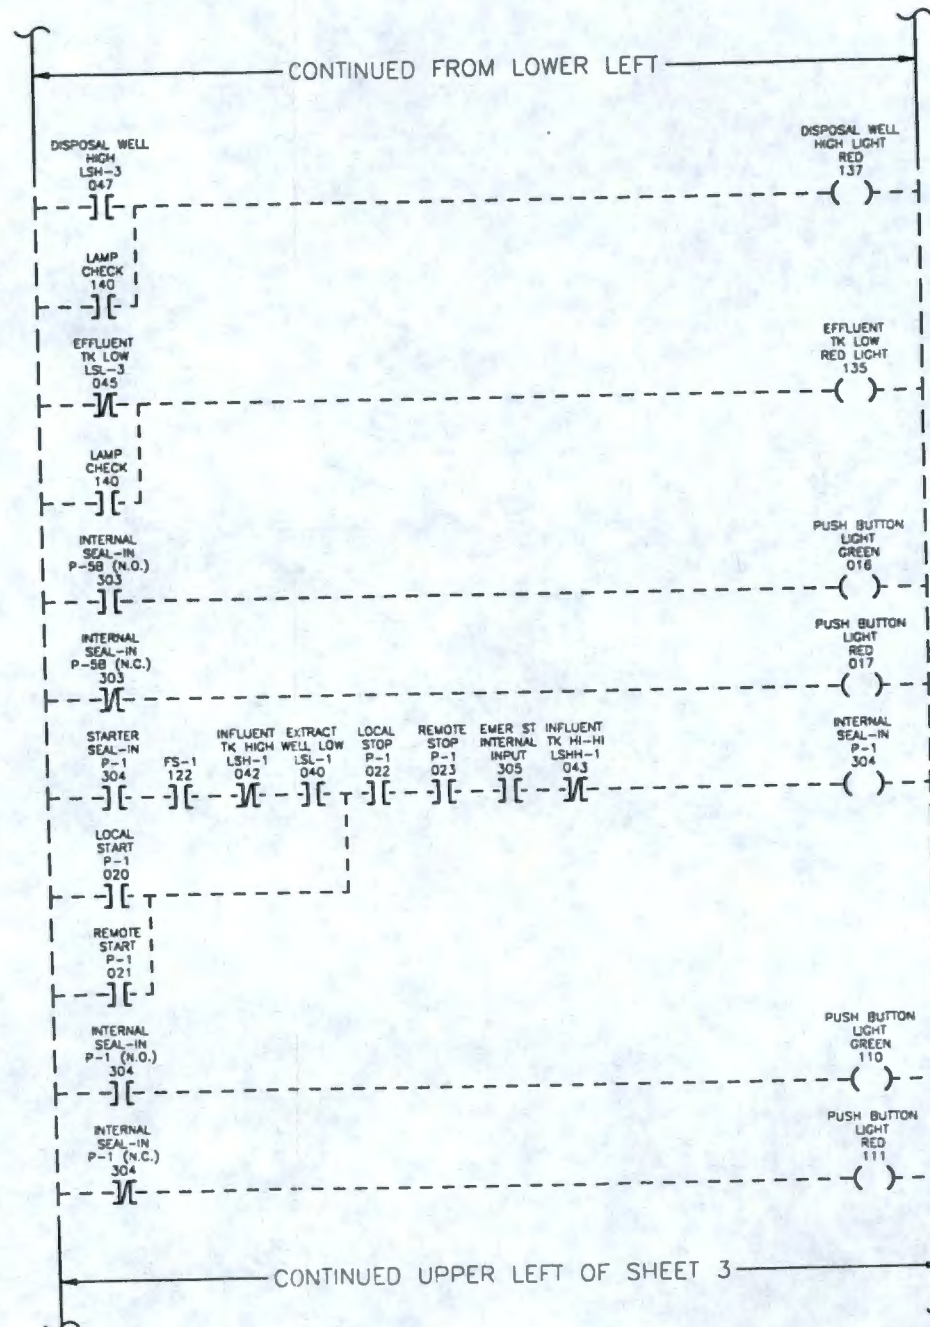 CONTINUED FROM LOWER LEFT
DISPOSAL WELL
HIGH
LSH-3
047
DISPOSAL WELL
HIGH LIGHT
RED
137
LAMP
CHECK
140
EFFLUENT
TK LOW
LSL-3
045
EFFLUENT
TK LOW
RED LIGHT
135
LAMP
CHECK
140
INTERNAL
SEAL-IN
P-5B (N.O.)
303
PUSH BUTTON
LIGHT
GREEN
016
INTERNAL
SEAL-IN
P-5B (N.C.)
303
PUSH BUTTON
LIGHT
RED
017
STARTER
SEAL-IN
P-1
304
FS-1
122
INFLUENT
TK HIGH
LSH-1
042
EXTRACT
WELL LOW
LSL-1
040
LOCAL
STOP
P-1
022
REMOTE
STOP
P-1
023
EMER ST
INTERNAL
INPUT
305
INFLUENT
TK HI-HI
LSHH-1
043
INTERNAL
SEAL-IN
P-1
304
LOCAL
START
P-1
020
REMOTE
START
P-1
021
INTERNAL
SEAL-IN
P-1 (N.O.)
304
PUSH BUTTON
LIGHT
GREEN
110
INTERNAL
SEAL-IN
P-1 (N.C.)
304
PUSH BUTTON
LIGHT
RED
111
CONTINUED UPPER LEFT OF SHEET 3